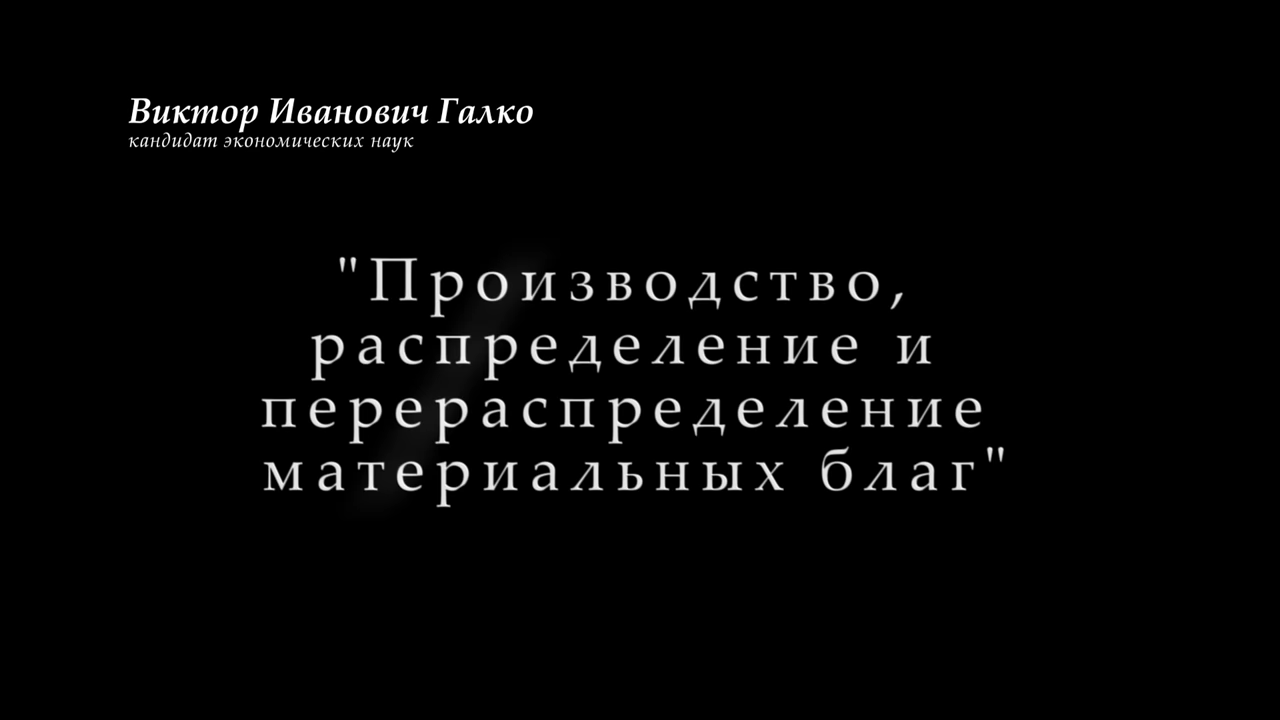 Виктор Иванович Галко
кандидат экономических наук
"Производство,
распределение и
перераспределение
материальных благ"